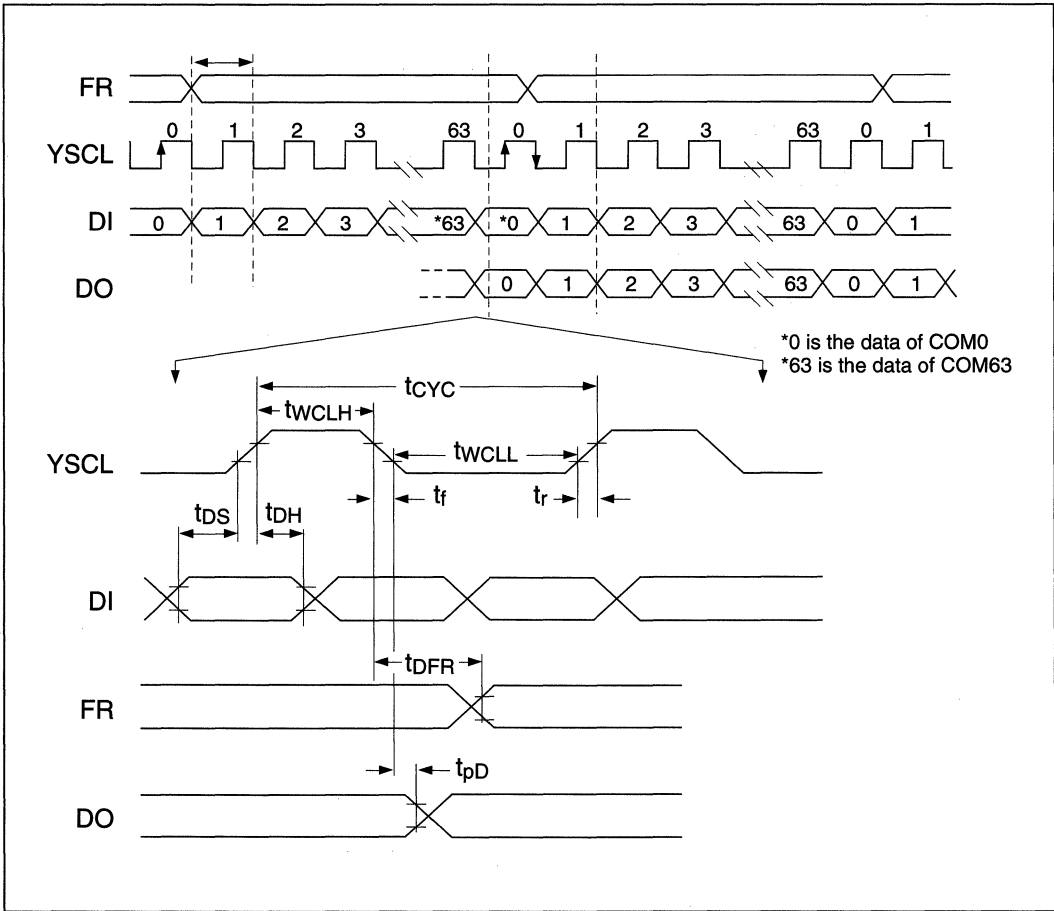 FR
0 1 2 3 63 0 1 2 3 63 0 1
YSCL
DI 0 1 2 3 *63 *0 1 2 3 63 0 1
DO 0 1 2 3 63 0 1
*0 is the data of COM0
*63 is the data of COM63
tCYC
tWCLH
YSCL tWCLL
tf tr
tDS tDH
DI
tDFR
FR
tpD
DO